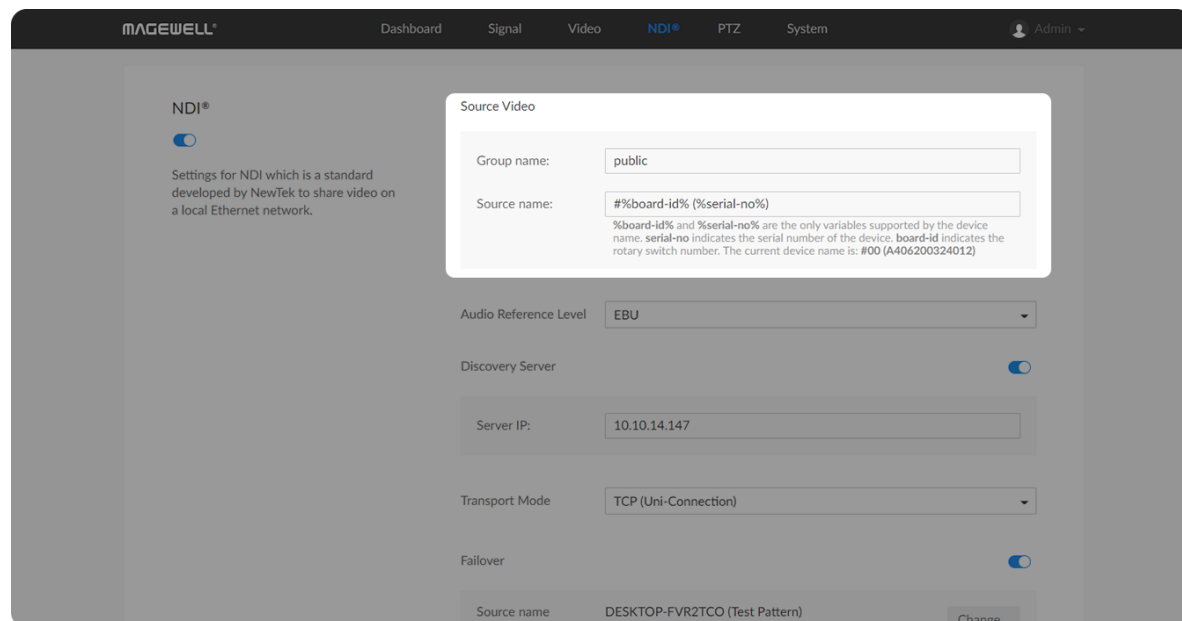 MAGEWELL®
Dashboard Signal Video NDI® PTZ System Admin
NDI®
Settings for NDI which is a standard
developed by NewTek to share video on
a local Ethernet network.
Source Video
Group name: public
Source name: #%board-id% (%serial-no%)
%board-id% and %serial-no% are the only variables supported by the device
name. serial-no indicates the serial number of the device. board-id indicates the
rotary switch number. The current device name is: #00 (A406200324012)
Audio Reference Level EBU
Discovery Server
Server IP: 10.10.14.147
Transport Mode TCP (Uni-Connection)
Failover
Source name DESKTOP-FVR2TCO (Test Pattern)
Change